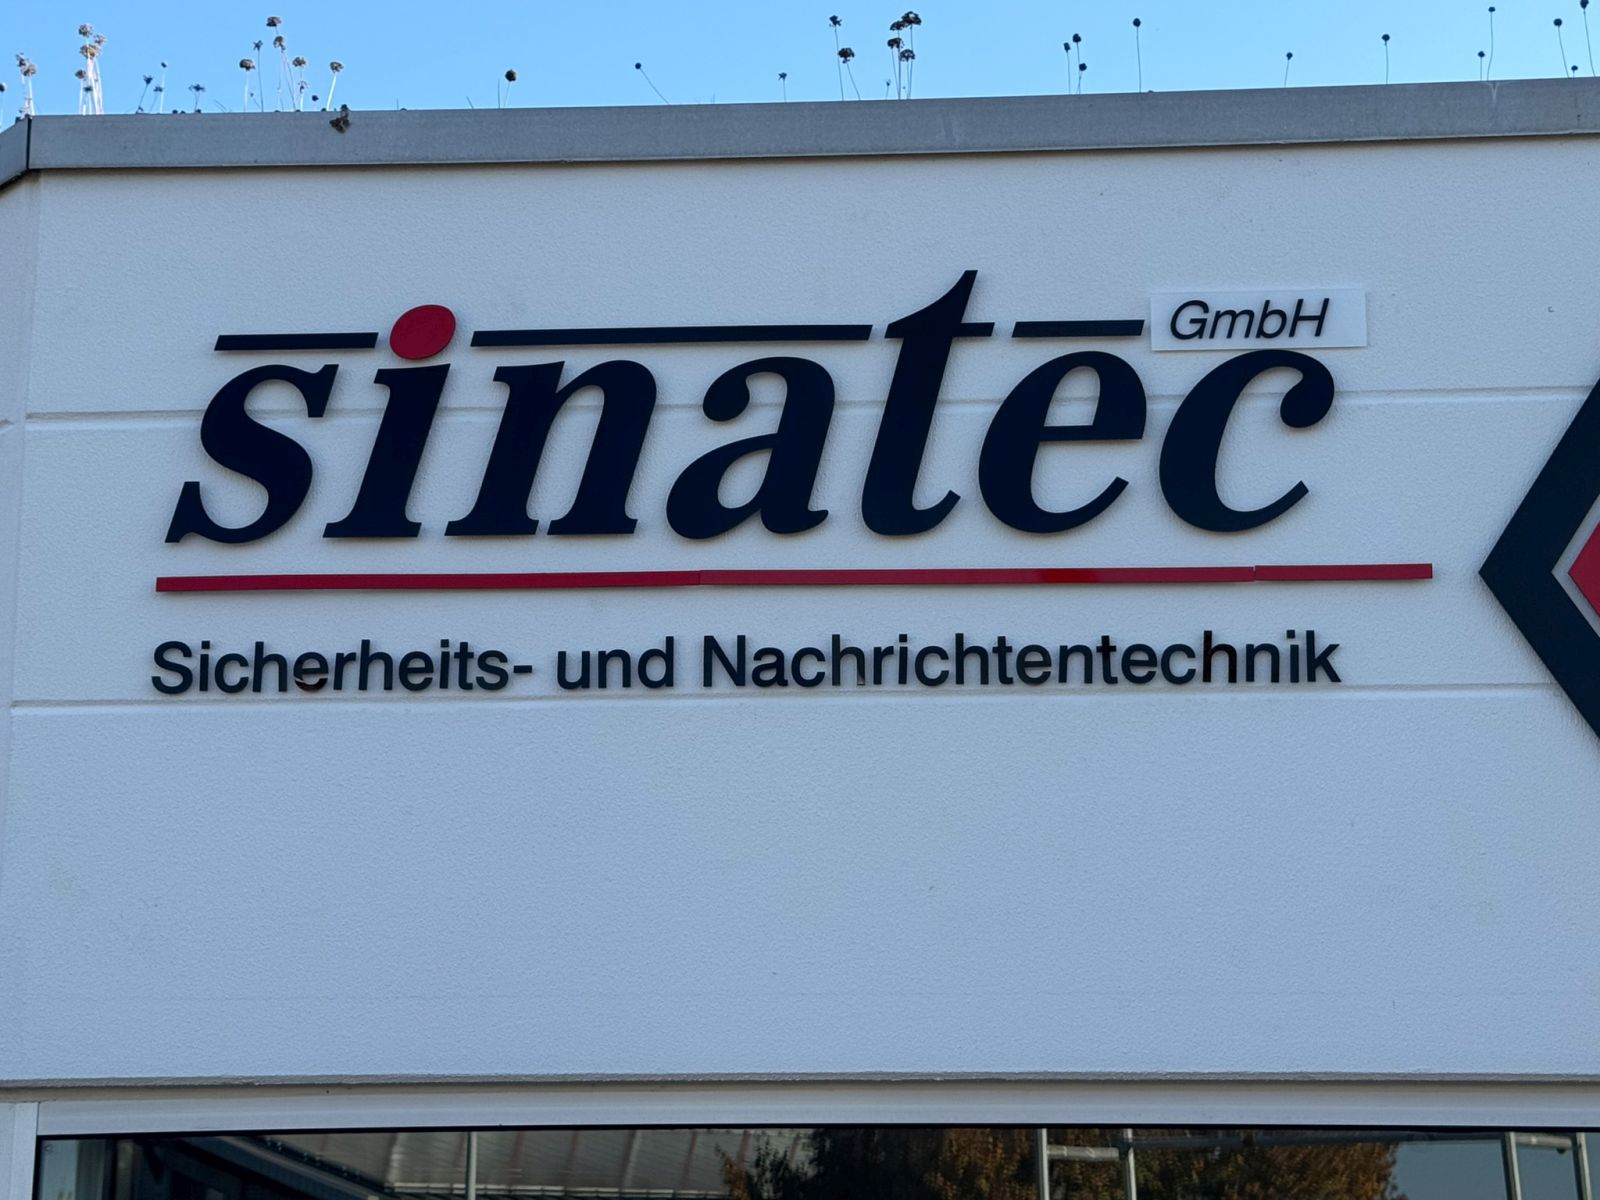 sinatec GmbH
Sicherheits- und Nachrichtentechnik